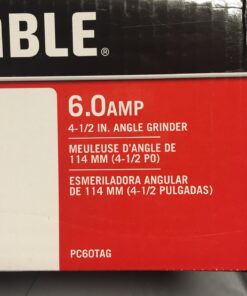 ABLE®
6.0AMP
4-1/2 IN. ANGLE GRINDER
MEULEUSE D'ANGLE DE
114 MM (4-1/2 PO)
ESMERILADORA ANGULAR
DE 114 MM (4-1/2 PULGADAS)
PC60TAG